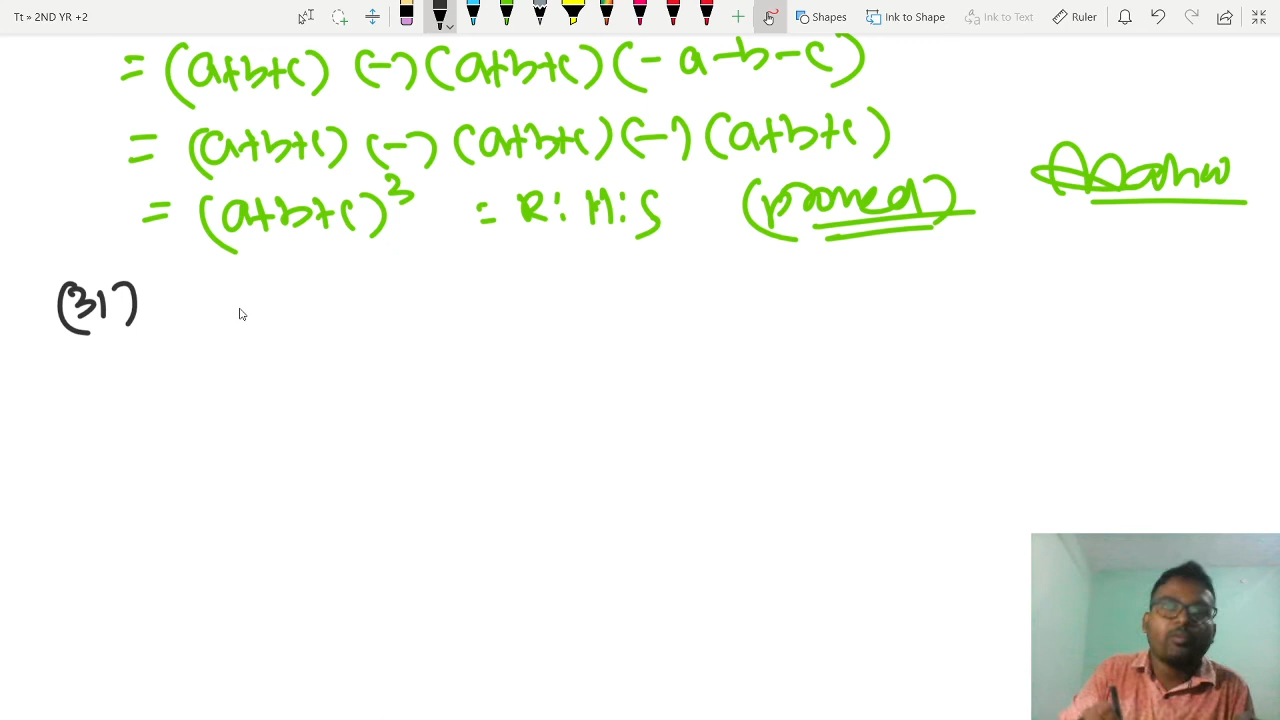 Tt > 2ND YR +2
Shapes Ink to Shape Ink to Text Ruler
= (a+b+c) (-) (a+b+c) (-a-b-c)
= (a+b+c) (-) (a+b+c) (-) (a+b+c)
= (a+b+c)³ = R.H.S (proved)
(31)